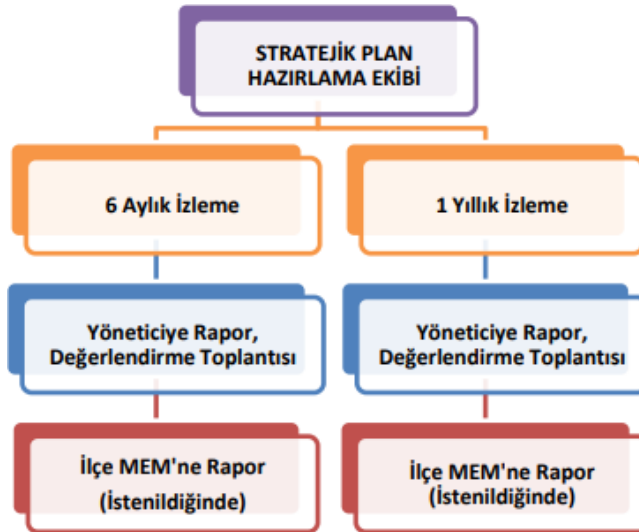 STRATEJİK PLAN
HAZIRLAMA EKİBİ
6 Aylık İzleme
1 Yıllık İzleme
Yöneticiye Rapor,
Değerlendirme Toplantısı
Yöneticiye Rapor,
Değerlendirme Toplantısı
İlçe MEM'ne Rapor
(İstenildiğinde)
İlçe MEM'ne Rapor
(İstenildiğinde)